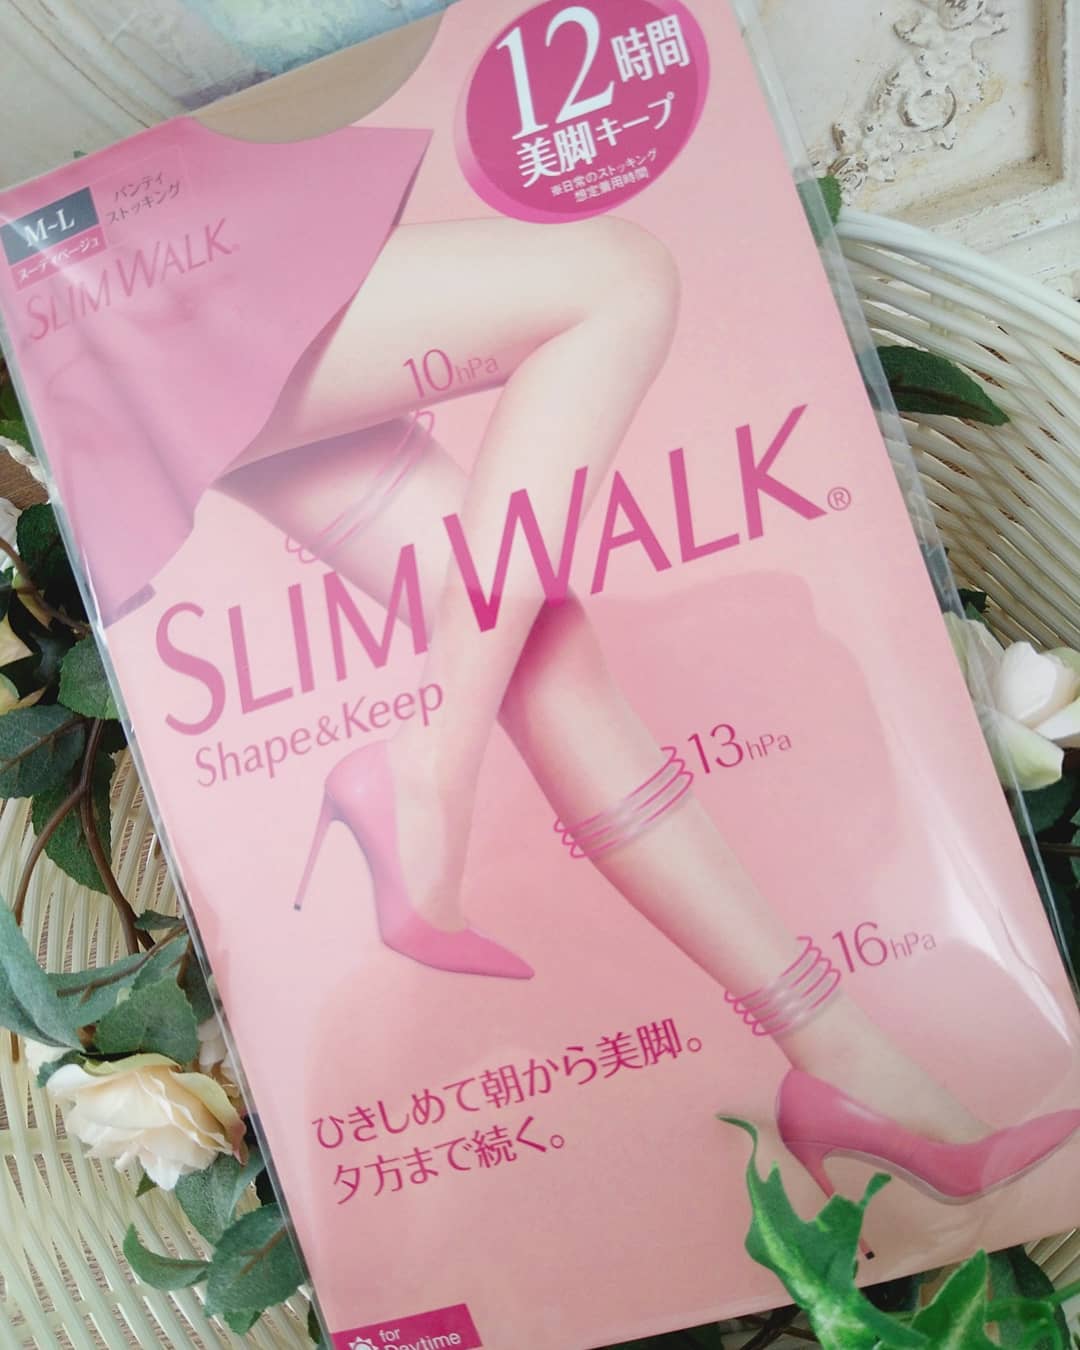 12時間
美脚キープ
※日常のストッキング
想定着用時間
M~L
ヌーディベージュ
パンティ
ストッキング
SLIM WALK®
10hPa
SLIM WALK®
Shape&Keep
13hPa
16hPa
ひきしめて朝から美脚。
夕方まで続く。
for
Daytime